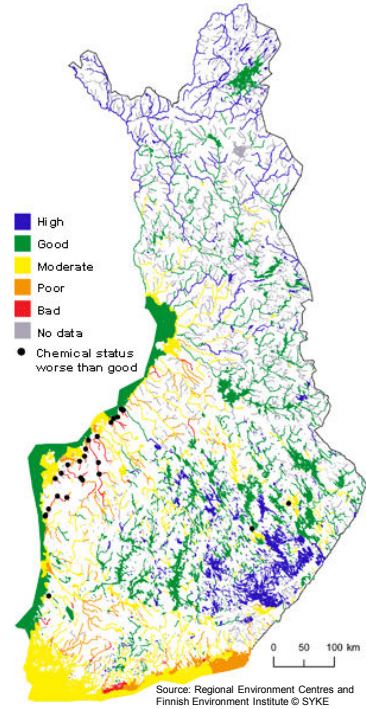 High
Good
Moderate
Poor
Bad
No data
Chemical status
worse than good
0 50 100 km
Source: Regional Environment Centres and
Finnish Environment Institute © SYKE